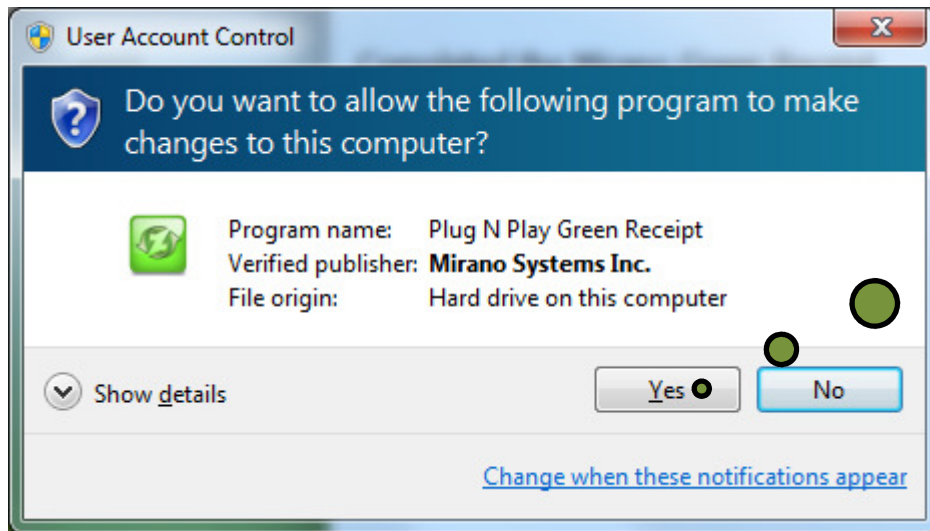 User Account Control
Do you want to allow the following program to make
changes to this computer?
Program name: Plug N Play Green Receipt
Verified publisher: Mirano Systems Inc.
File origin: Hard drive on this computer
Show details
Yes
No
Change when these notifications appear